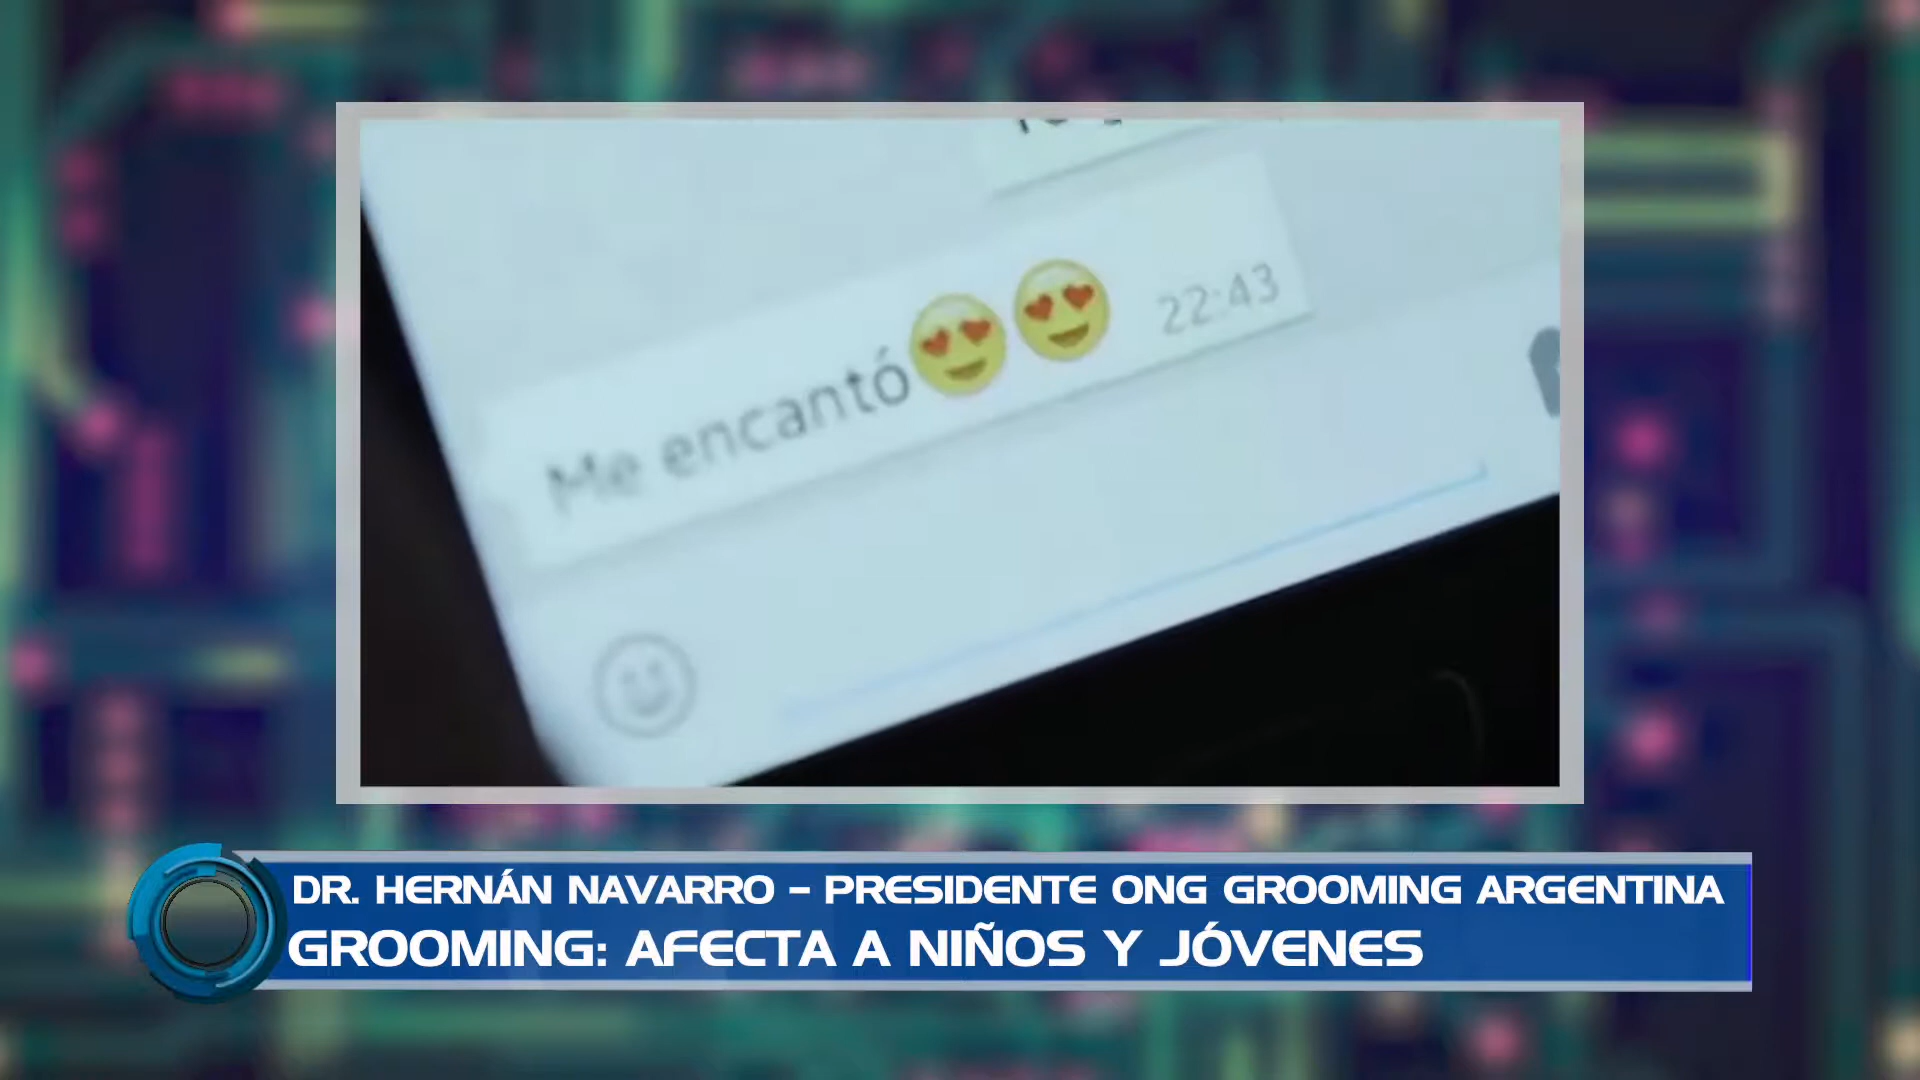 Me encantó😍😍 22:43
DR. HERNÁN NAVARRO - PRESIDENTE ONG GROOMING ARGENTINA
GROOMING: AFECTA A NIÑOS Y JÓVENES